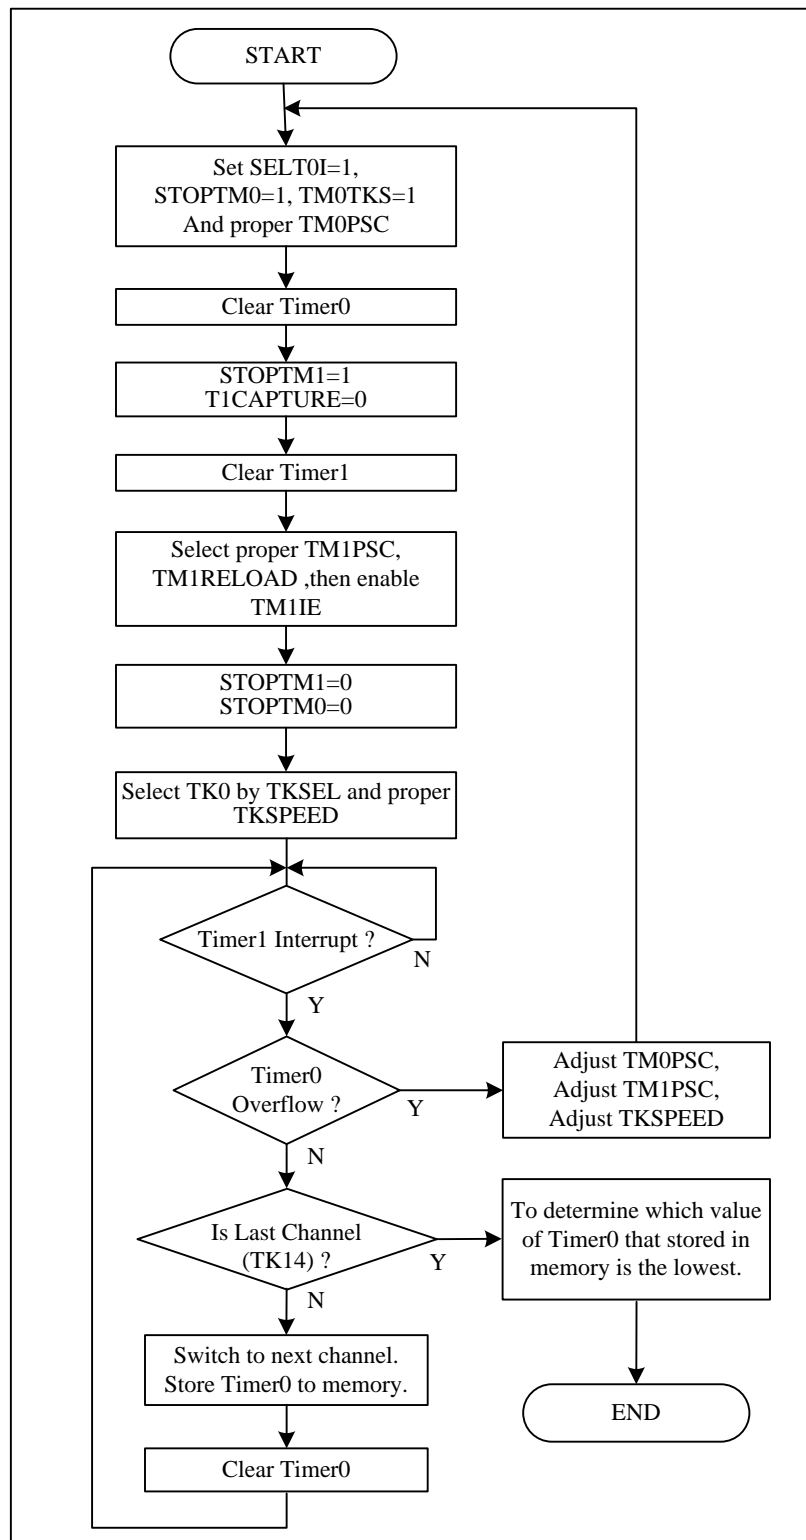 START
Set SELT0I=1,
STOPTM0=1, TM0TKS=1
And proper TM0PSC
Clear Timer0
STOPTM1=1
T1CAPTURE=0
Clear Timer1
Select proper TM1PSC,
TM1RELOAD ,then enable
TM1IE
STOPTM1=0
STOPTM0=0
Select TK0 by TKSEL and proper
TKSPEED
Timer1 Interrupt ?
N
Y
Timer0
Overflow ?
Y
N
Adjust TM0PSC,
Adjust TM1PSC,
Adjust TKSPEED
Is Last Channel
(TK14) ?
Y
N
To determine which value
of Timer0 that stored in
memory is the lowest.
Switch to next channel.
Store Timer0 to memory.
END
Clear Timer0